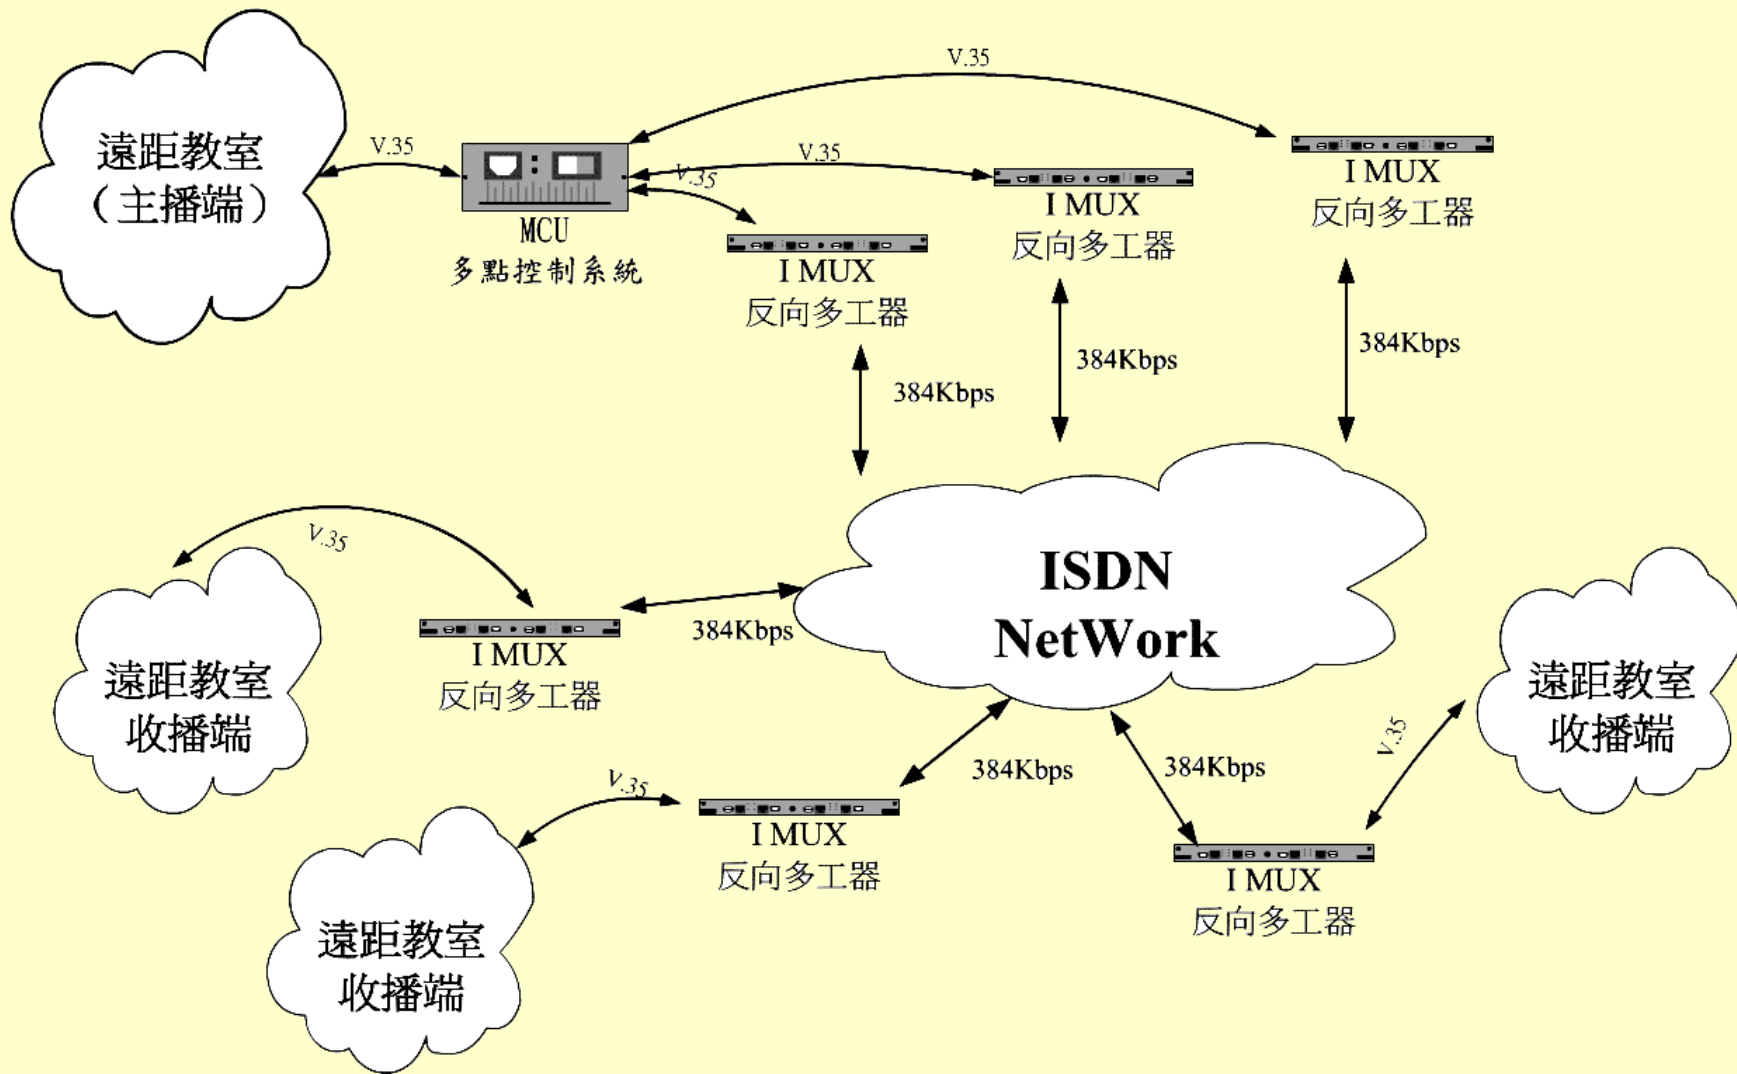 V.35
遠距教室
(主播端)
V.35
V.35
V.35
MCU
多點控制系統
I MUX
反向多工器
I MUX
反向多工器
I MUX
反向多工器
384Kbps
384Kbps
384Kbps
ISDN
NetWork
V.35
遠距教室
收播端
I MUX
反向多工器
384Kbps
V.35
遠距教室
收播端
I MUX
反向多工器
384Kbps
384Kbps
I MUX
反向多工器
V.35
遠距教室
收播端